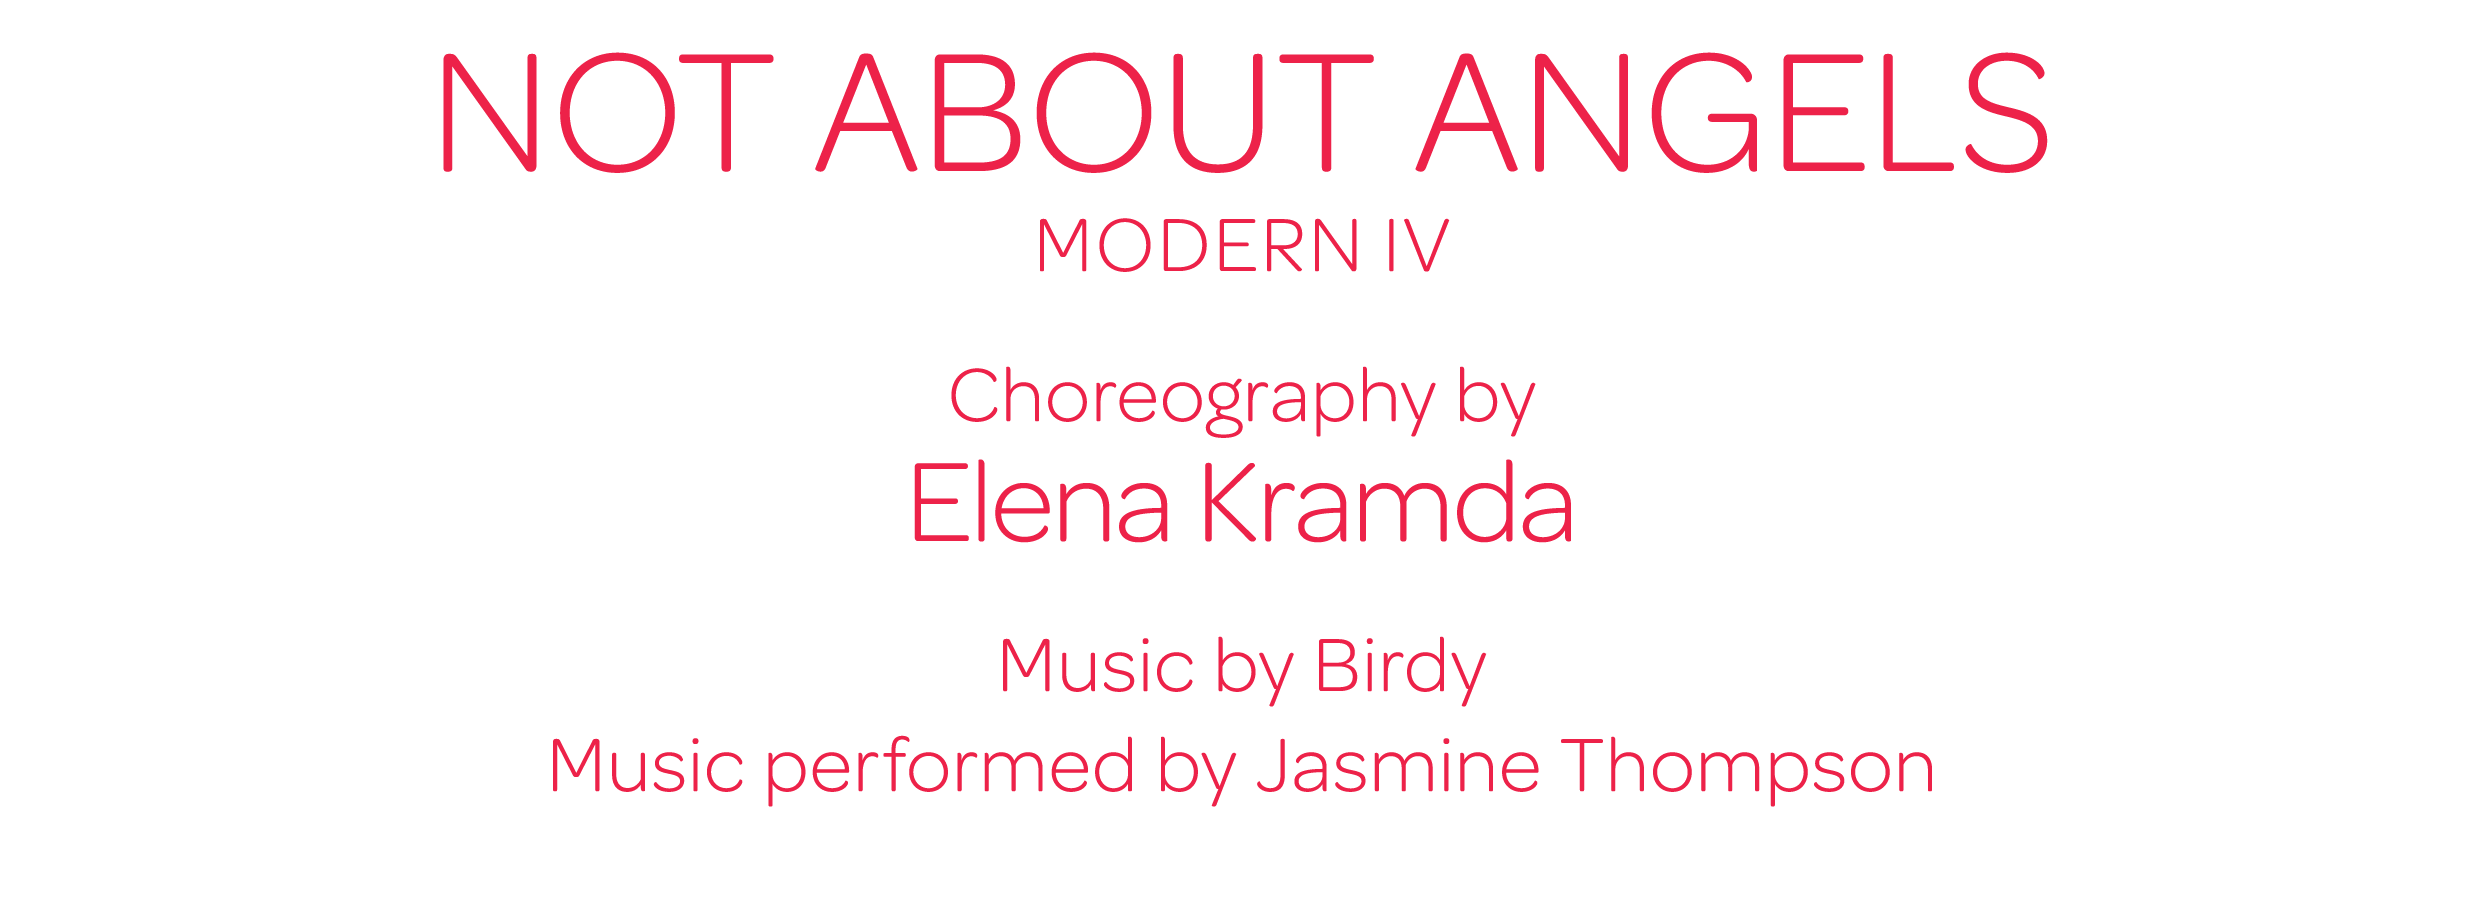 NOT ABOUT ANGELS
MODERN IV
Choreography by
Elena Kramda
Music by Birdy
Music performed by Jasmine Thompson